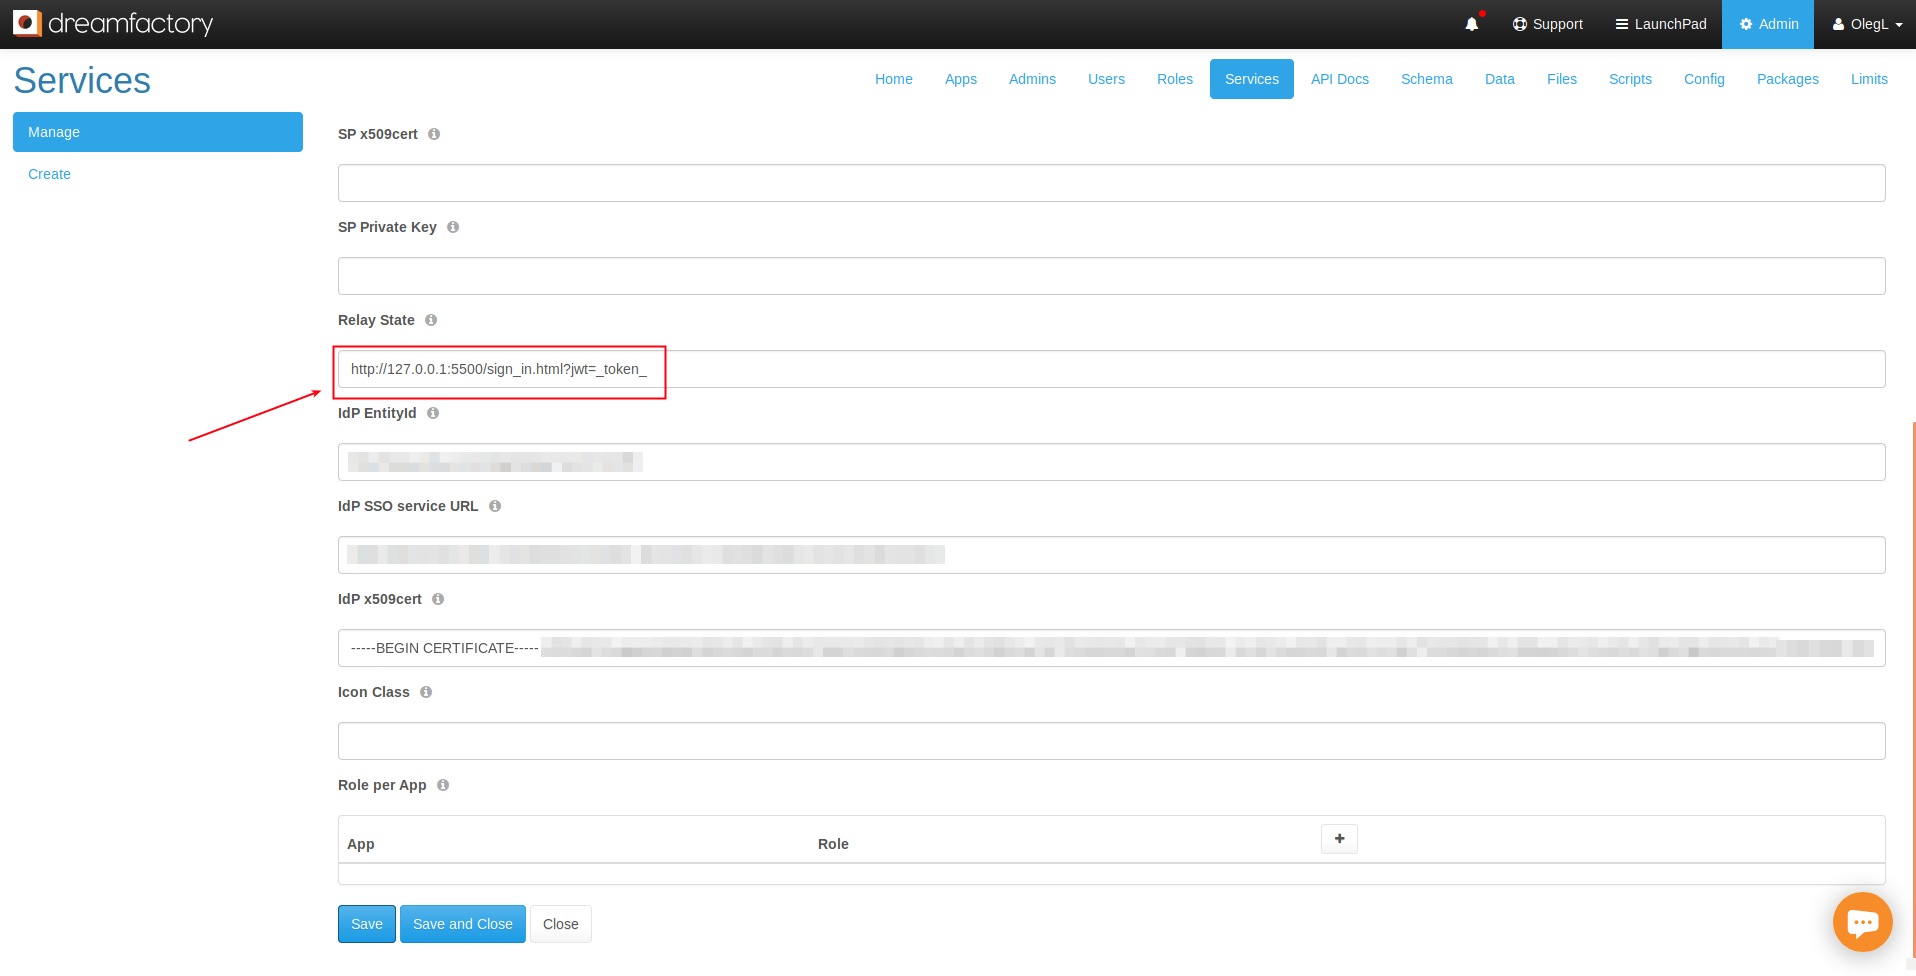 dreamfactory
Support LaunchPad Admin OlegL
Services
Home Apps Admins Users Roles Services API Docs Schema Data Files Scripts Config Packages Limits
Manage
Create
SP x509cert
SP Private Key
Relay State
http://127.0.0.1:5500/sign_in.html?jwt=_token_
IdP EntityId
IdP SSO service URL
IdP x509cert
-----BEGIN CERTIFICATE-----
Icon Class
Role per App
App Role +
Save Save and Close Close